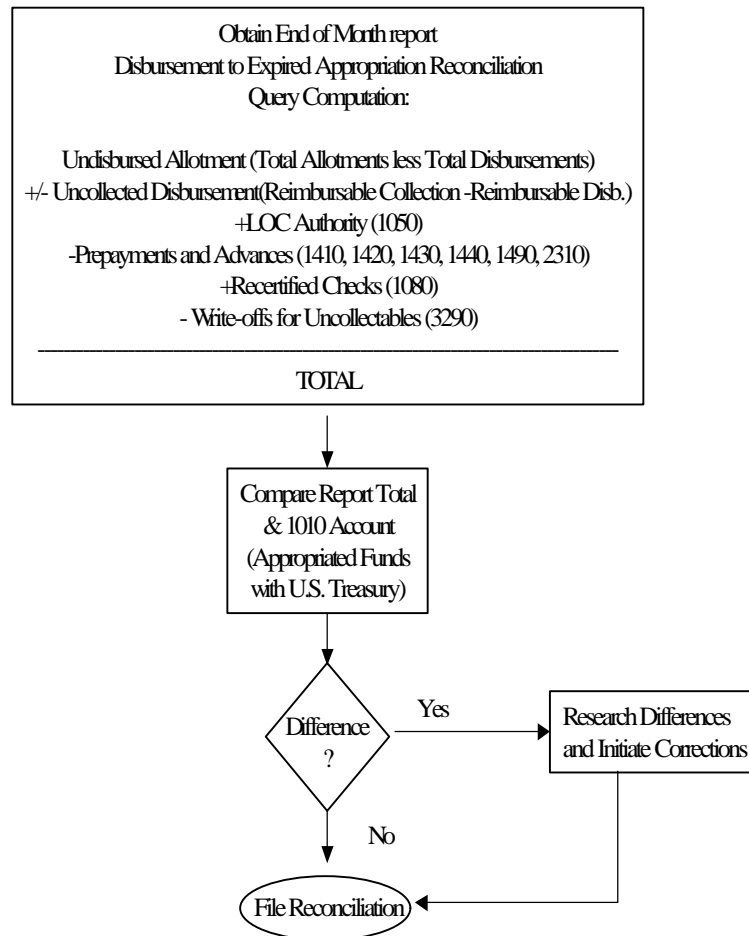 Obtain End of Month report
Disbursement to Expired Appropriation Reconciliation
Query Computation:
Undisbursed Allotment (Total Allotments less Total Disbursements)
+/- Uncollected Disbursement(Reimbursable Collection -Reimbursable Disb.)
+LOC Authority (1050)
-Prepayments and Advances (1410, 1420, 1430, 1440, 1490, 2310)
+Recertified Checks (1080)
- Write-offs for Uncollectables (3290)
TOTAL
Compare Report Total
& 1010 Account
(Appropriated Funds
with U.S. Treasury)
Difference
?
Yes
Research Differences
and Initiate Corrections
No
File Reconciliation